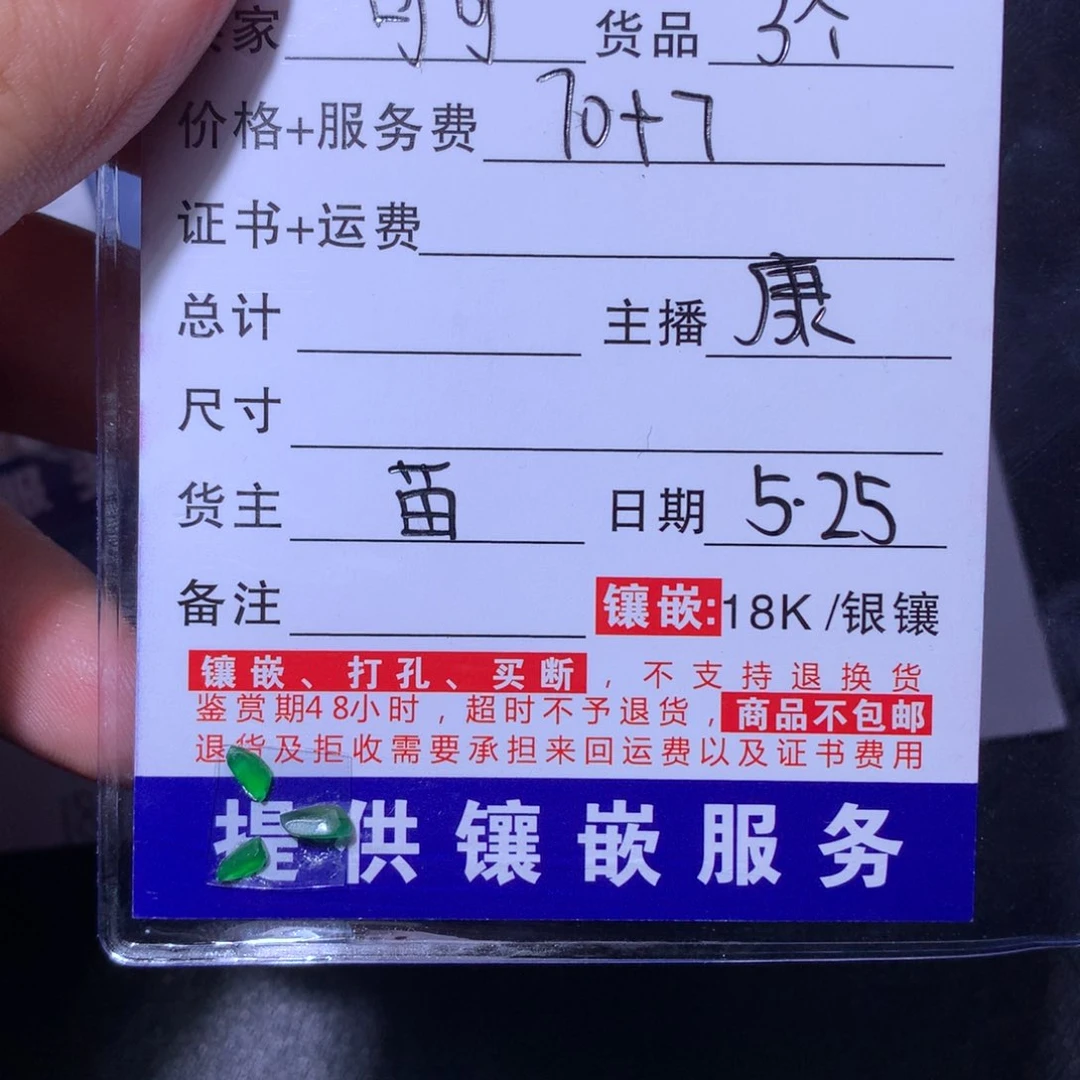 家 货品 3个
价格+服务费 70+7
证书+运费
总计 主播 康
尺寸
货主 苗 日期 5·25
备注 镶嵌:18K /银镶
镶嵌、打孔、买断，不支持退换货
鉴赏期48小时，超时不予退货，商品不包邮
退货及拒收需要承担来回运费以及证书费用
提供镶嵌服务